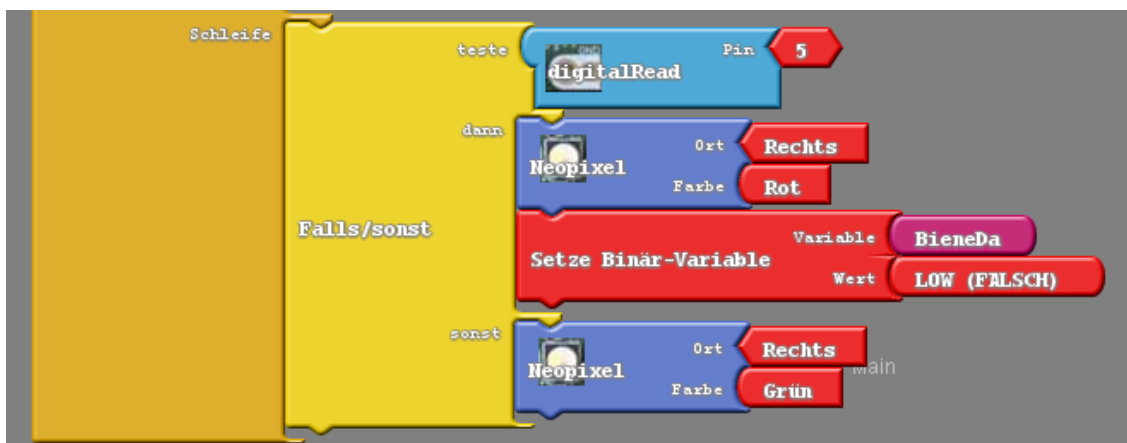 Schleife
teste
digitalRead
Pin
5
dann
Neopixel
Ort
Rechts
Farbe
Rot
Falls/sonst
Setze Binär-Variable
Variable
BieneDa
Wert
LOW (FALSCH)
sonst
Neopixel
Ort
Rechts
Farbe
Grün
Main
GND